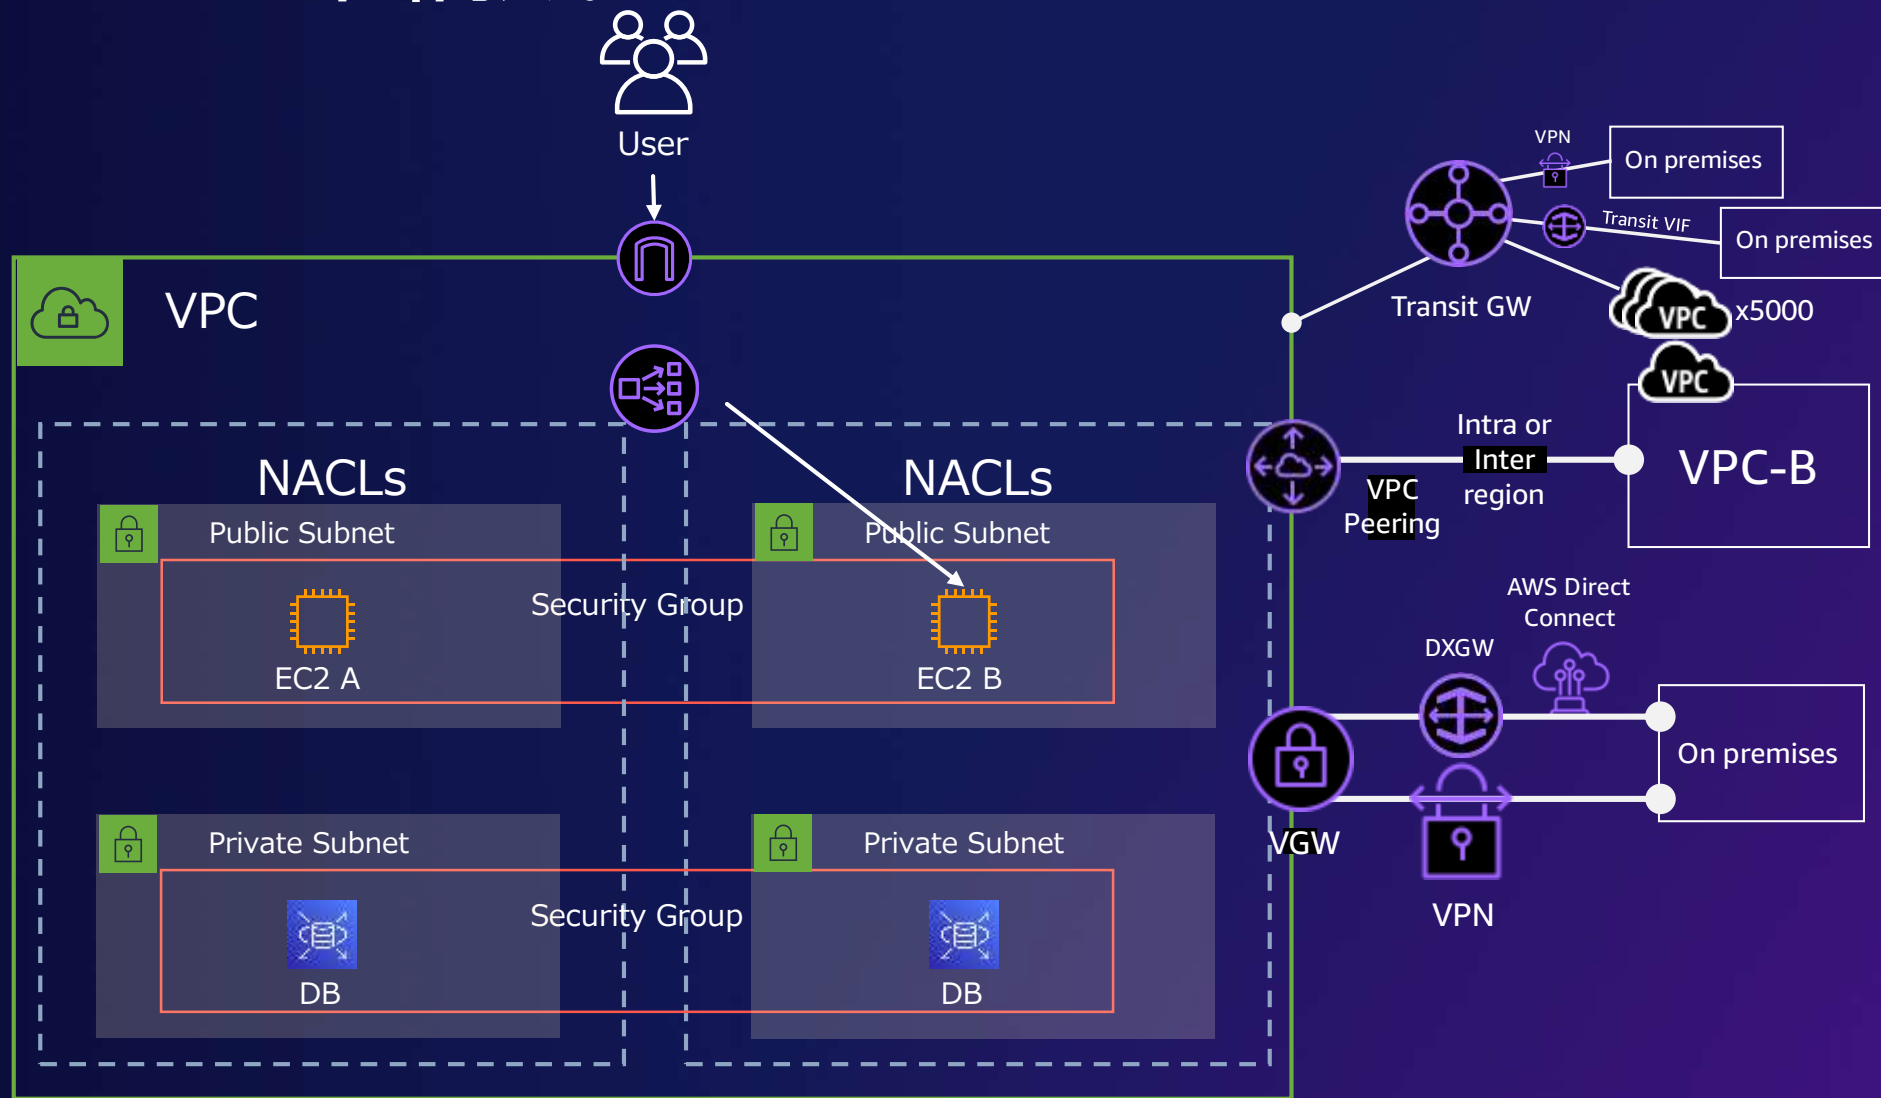 User
VPN
On premises
Transit VIF
On premises
VPC
Transit GW
VPC
x5000
VPC
Intra or
Inter
region
VPC
Peering
VPC-B
NACLs
NACLs
Public Subnet
Public Subnet
Security Group
EC2 A
EC2 B
AWS Direct
Connect
DXGW
On premises
VGW
VPN
Private Subnet
Private Subnet
Security Group
DB
DB